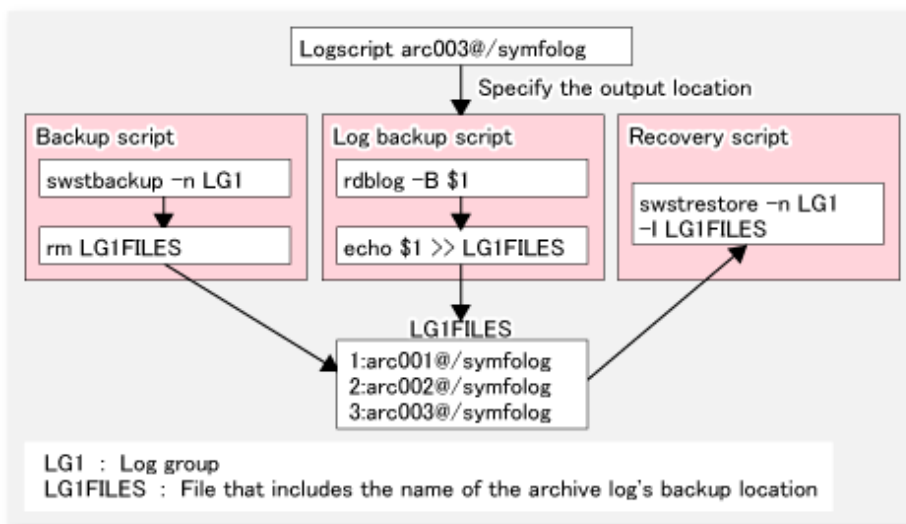 Logscript arc003@/symfolog
Specify the output location
Backup script
swstbackup -n LG1
rm LG1FILES
Log backup script
rdblog -B $1
echo $1 >> LG1FILES
Recovery script
swstrestore -n LG1
-l LG1FILES
LG1FILES
1:arc001@/symfolog
2:arc002@/symfolog
3:arc003@/symfolog
LG1 : Log group
LG1FILES : File that includes the name of the archive log's backup location